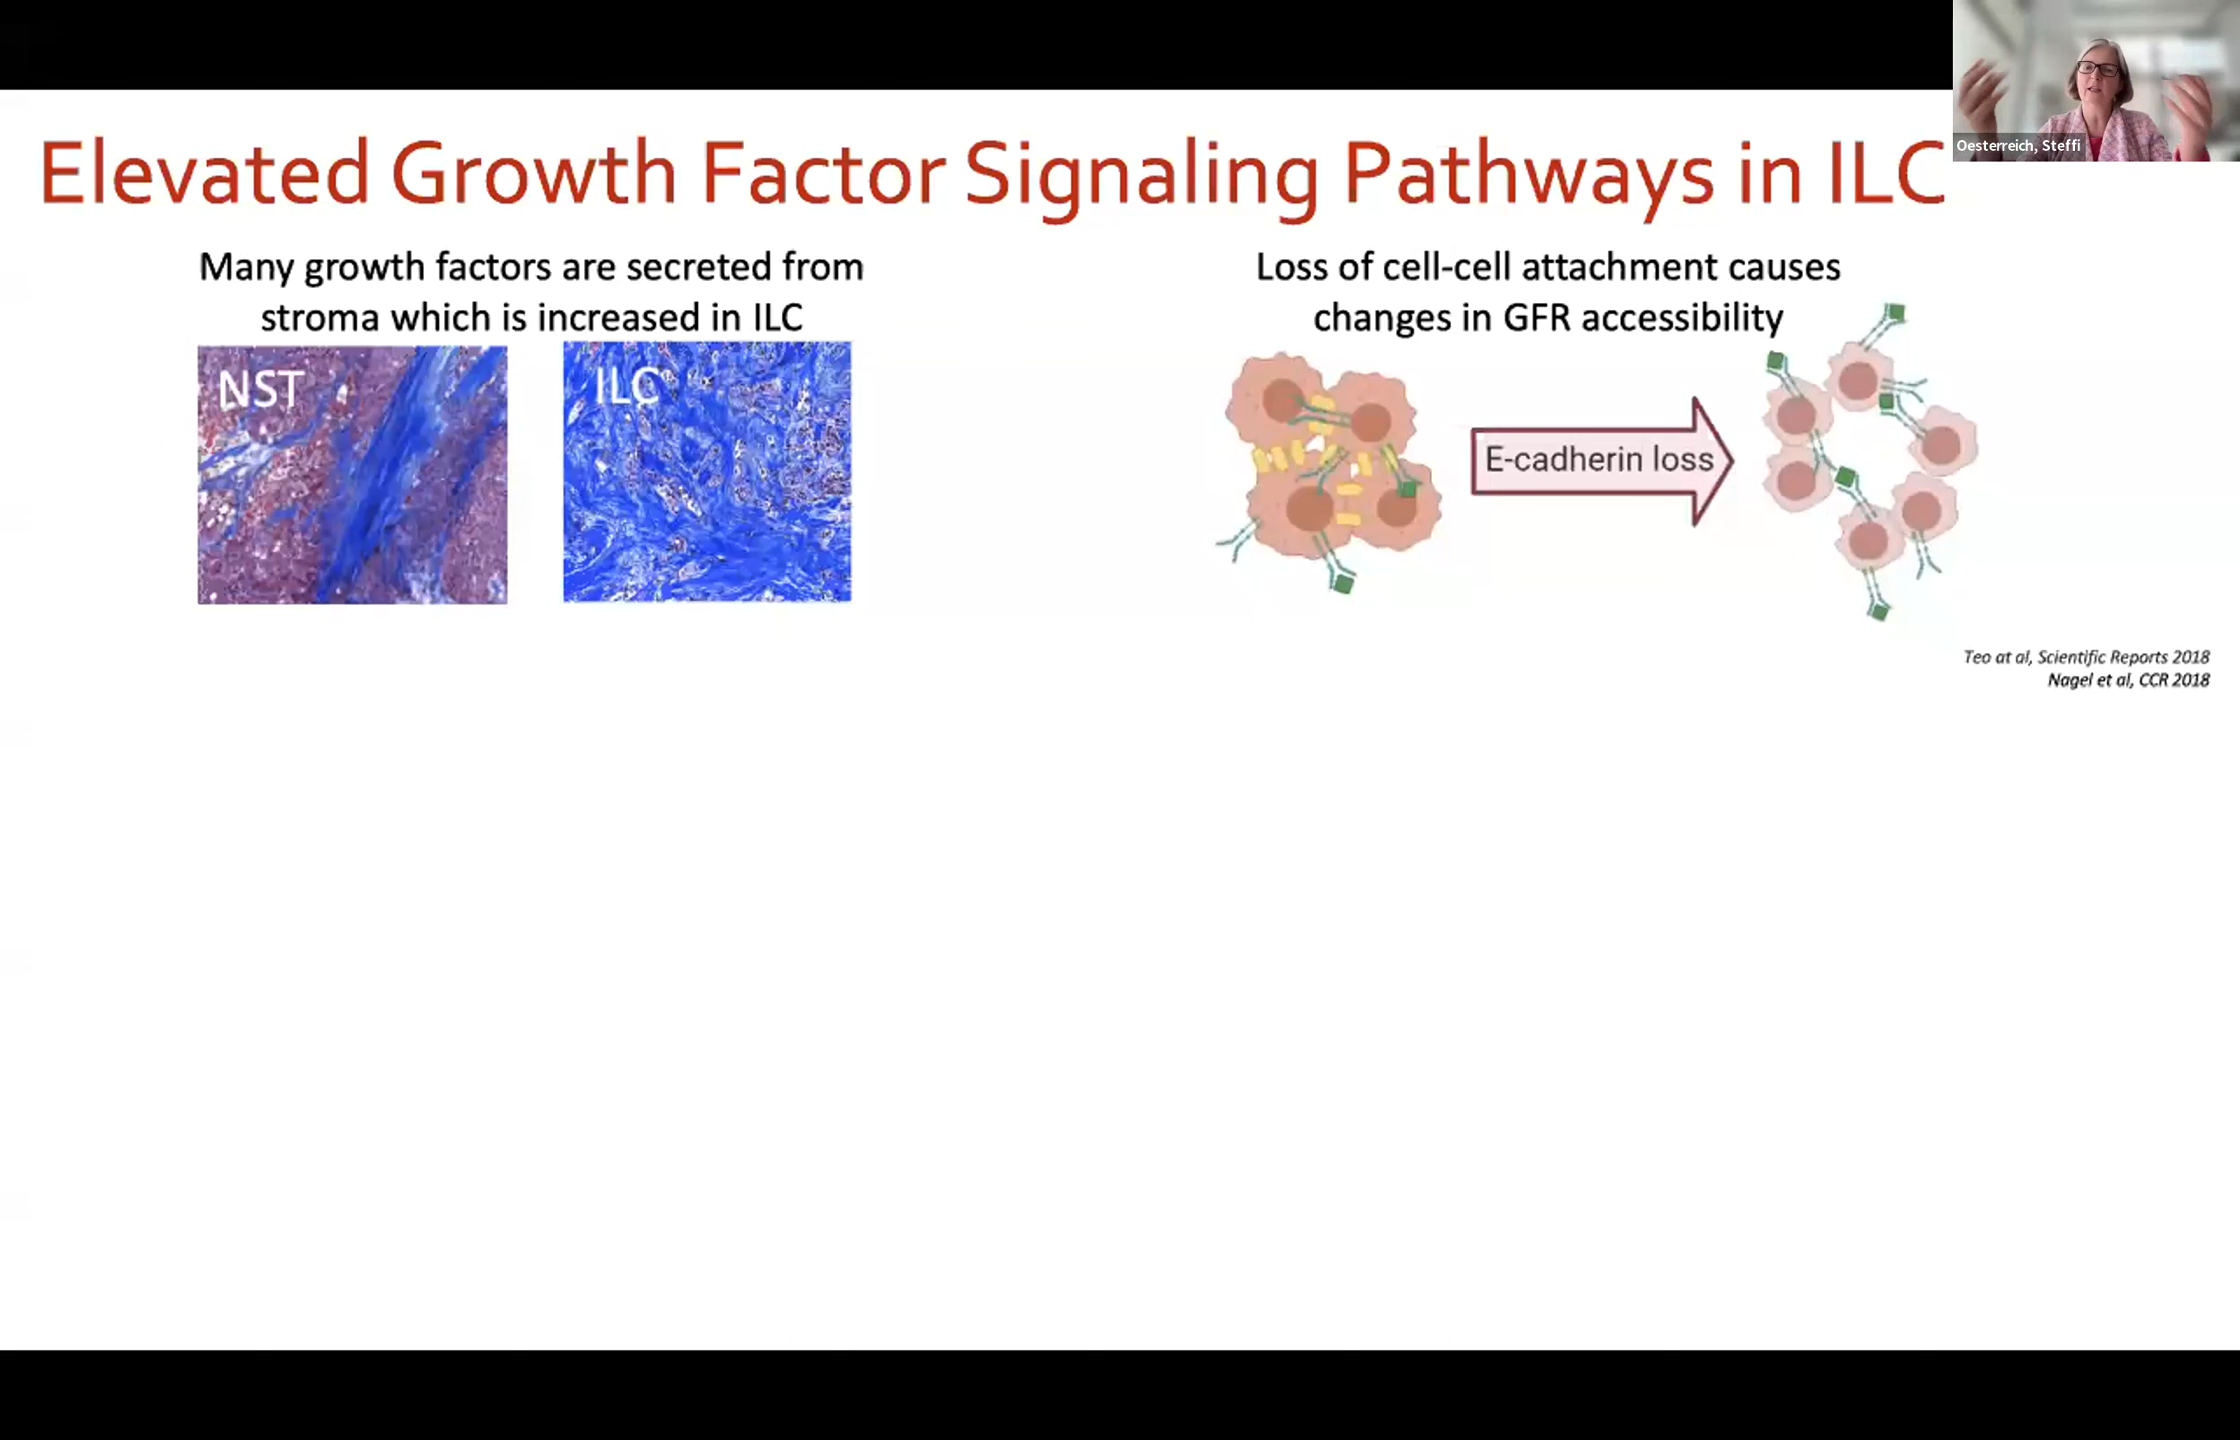 Oesterreich, Steffi
Elevated Growth Factor Signaling Pathways in ILC
Many growth factors are secreted from
stroma which is increased in ILC
NST
ILC
Loss of cell-cell attachment causes
changes in GFR accessibility
E-cadherin loss
Teo at al, Scientific Reports 2018
Nagel et al, CCR 2018